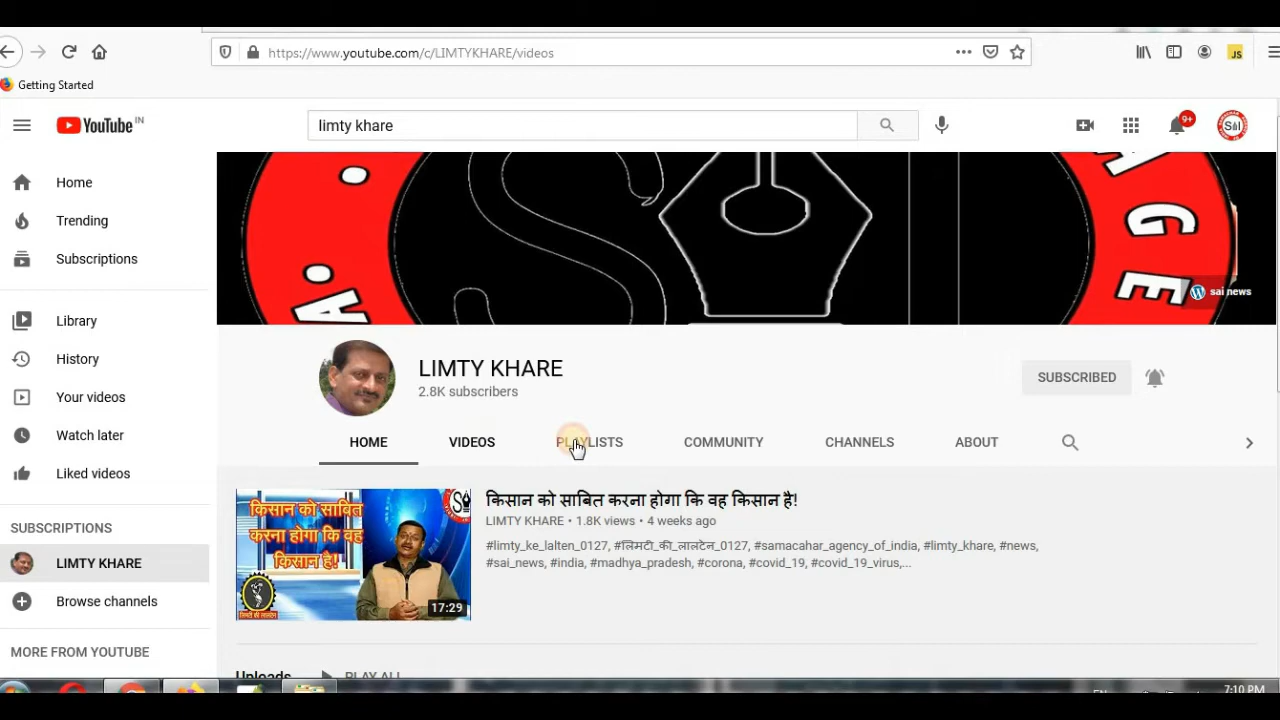 https://www.youtube.com/c/LIMTYKHARE/videos
JS
Getting Started
YouTube IN
limty khare
9+
Home
Trending
Subscriptions
Library
History
Your videos
Watch later
Liked videos
SUBSCRIPTIONS
LIMTY KHARE
Browse channels
MORE FROM YOUTUBE
AGE
sai news
LIMTY KHARE
2.8K subscribers
SUBSCRIBED
HOME
VIDEOS
PLAYLISTS
COMMUNITY
CHANNELS
ABOUT
किसान को साबित
करना होगा कि वह
किसान है!
17:29
किसान को साबित करना होगा कि वह किसान है!
LIMTY KHARE • 1.8K views • 4 weeks ago
#limty_ke_lalten_0127, #लिमटी_की_लालटेन_0127, #samacahar_agency_of_india, #limty_khare, #news,
#sai_news, #india, #madhya_pradesh, #corona, #covid_19, #covid_19_virus,...
Uploads
PLAY ALL
7:10 PM